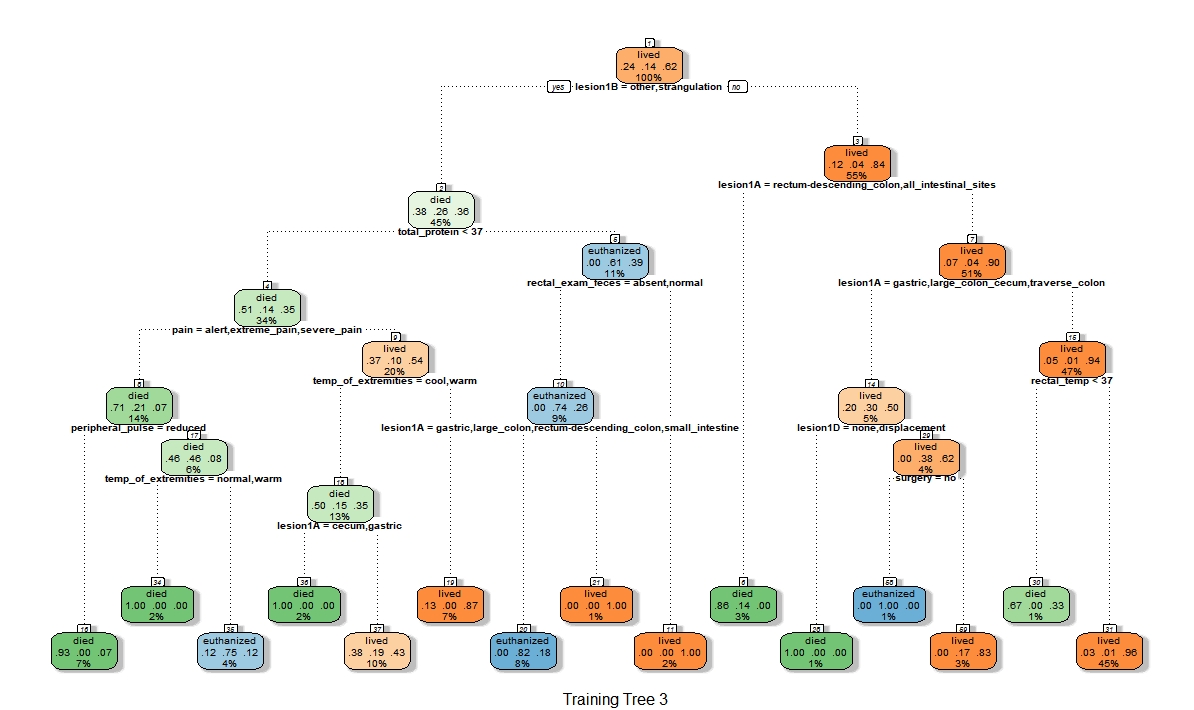 1
lived
.24 .14 .62
100%
yes lesion1B = other,strangulation no
3
lived
.12 .04 .84
55%
lesion1A = rectum-descending_colon,all_intestinal_sites
2
died
.38 .26 .36
45%
total_protein < 37
5
euthanized
.00 .61 .39
11%
rectal_exam_feces = absent,normal
7
lived
.07 .04 .90
51%
lesion1A = gastric,large_colon_cecum,traverse_colon
4
died
.51 .14 .35
34%
pain = alert,extreme_pain,severe_pain
9
lived
.37 .10 .54
20%
temp_of_extremities = cool,warm
15
lived
.05 .01 .94
47%
rectal_temp < 37
8
died
.71 .21 .07
14%
peripheral_pulse = reduced
10
euthanized
.00 .74 .26
9%
lesion1A = gastric,large_colon,rectum-descending_colon,small_intestine
14
lived
.20 .30 .50
5%
lesion1D = none,displacement
17
died
.46 .46 .08
6%
temp_of_extremities = normal,warm
29
lived
.00 .38 .62
4%
surgery = no
18
died
.50 .15 .35
13%
lesion1A = cecum,gastric
34
died
1.00 .00 .00
2%
36
died
1.00 .00 .00
2%
19
lived
.13 .00 .87
7%
21
lived
.00 .00 1.00
1%
6
died
.86 .14 .00
3%
58
euthanized
.00 1.00 .00
1%
30
died
.67 .00 .33
1%
16
died
.93 .00 .07
7%
35
euthanized
.12 .75 .12
4%
37
lived
.38 .19 .43
10%
20
euthanized
.00 .82 .18
8%
11
lived
.00 .00 1.00
2%
28
died
1.00 .00 .00
1%
59
lived
.00 .17 .83
3%
31
lived
.03 .01 .96
45%
Training Tree 3